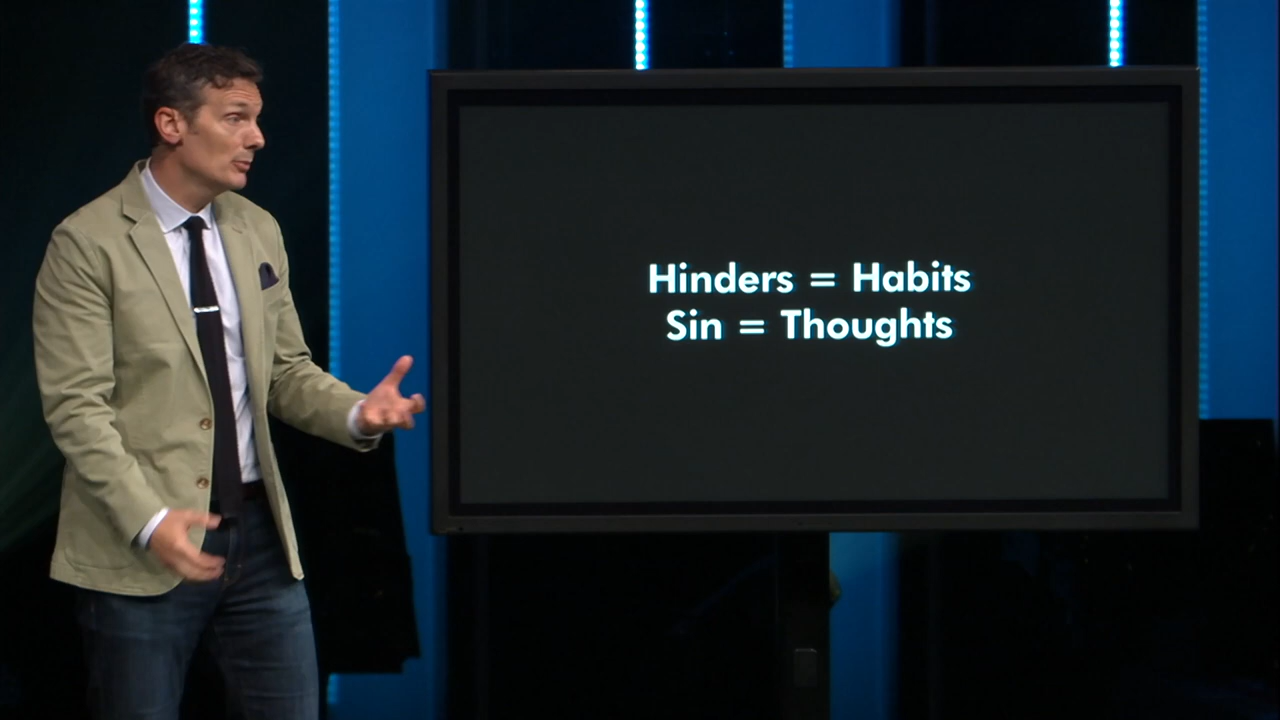 Hinders = Habits
Sin = Thoughts